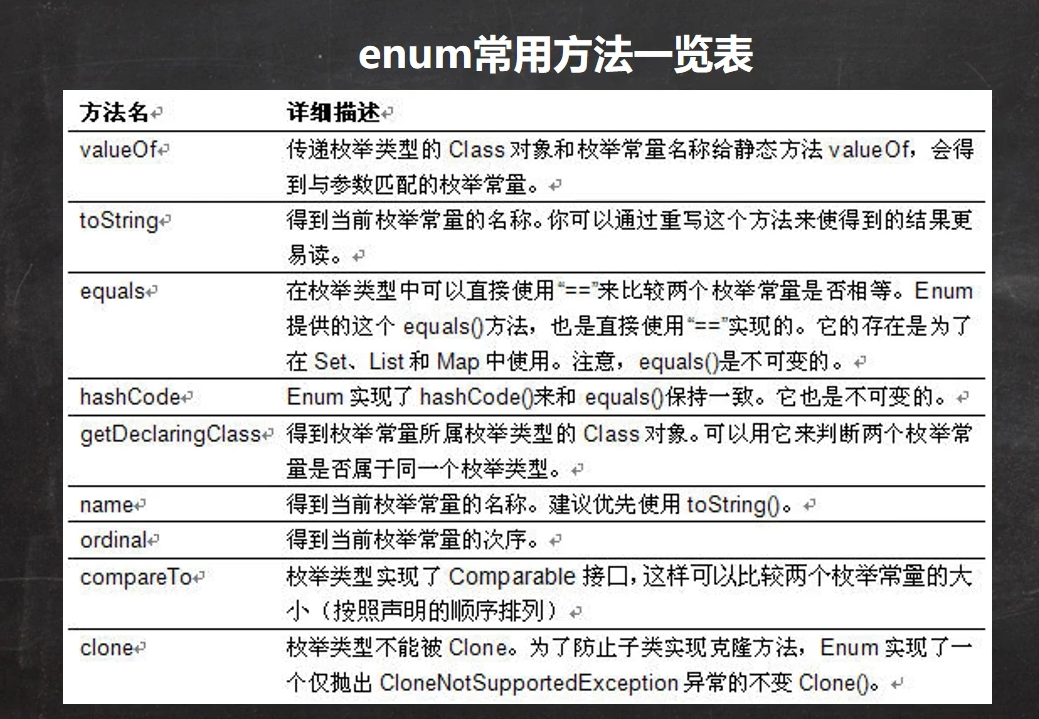 enum常用方法一览表
方法名 详细描述
valueOf 传递枚举类型的 Class 对象和枚举常量名称给静态方法 valueOf，会得
到与参数匹配的枚举常量。
toString 得到当前枚举常量的名称。你可以通过重写这个方法来使得到的结果更
易读。
equals 在枚举类型中可以直接使用“==”来比较两个枚举常量是否相等。Enum
提供的这个 equals()方法，也是直接使用“==”实现的。它的存在是为了
在 Set、List 和 Map 中使用。注意，equals()是不可变的。
hashCode Enum 实现了 hashCode()来和 equals()保持一致。它也是不可变的。
getDeclaringClass 得到枚举常量所属枚举类型的 Class 对象。可以用它来判断两个枚举常
量是否属于同一个枚举类型。
name 得到当前枚举常量的名称。建议优先使用 toString()。
ordinal 得到当前枚举常量的次序。
compareTo 枚举类型实现了 Comparable 接口，这样可以比较两个枚举常量的大
小（按照声明的顺序排列）
clone 枚举类型不能被 Clone。为了防止子类实现克隆方法，Enum 实现了一
个仅抛出 CloneNotSupportedException 异常的不变 Clone()。